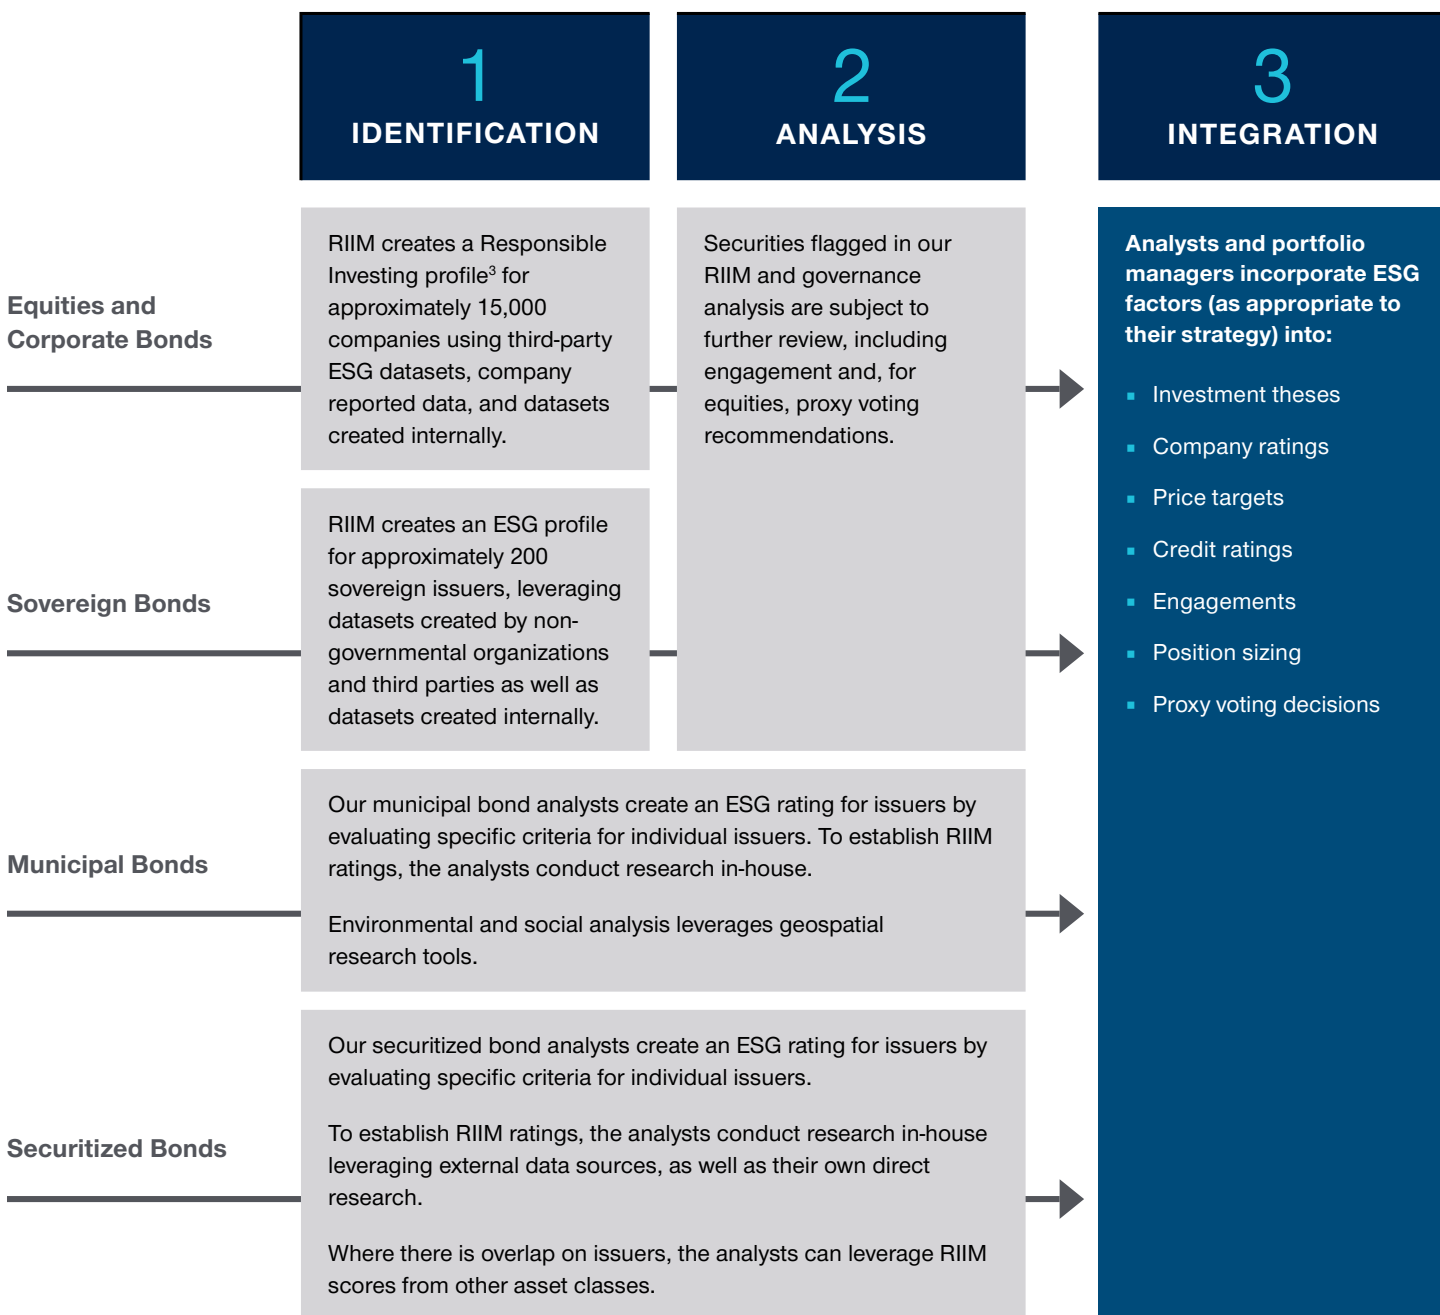 1
IDENTIFICATION
2
ANALYSIS
3
INTEGRATION
Equities and
Corporate Bonds
RIIM creates a Responsible
Investing profile³ for
approximately 15,000
companies using third-party
ESG datasets, company
reported data, and datasets
created internally.
Securities flagged in our
RIIM and governance
analysis are subject to
further review, including
engagement and, for
equities, proxy voting
recommendations.
Analysts and portfolio
managers incorporate ESG
factors (as appropriate to
their strategy) into:
▪ Investment theses
▪ Company ratings
▪ Price targets
▪ Credit ratings
▪ Engagements
▪ Position sizing
▪ Proxy voting decisions
Sovereign Bonds
RIIM creates an ESG profile
for approximately 200
sovereign issuers, leveraging
datasets created by non-
governmental organizations
and third parties as well as
datasets created internally.
Municipal Bonds
Our municipal bond analysts create an ESG rating for issuers by
evaluating specific criteria for individual issuers. To establish RIIM
ratings, the analysts conduct research in-house.
Environmental and social analysis leverages geospatial
research tools.
Securitized Bonds
Our securitized bond analysts create an ESG rating for issuers by
evaluating specific criteria for individual issuers.
To establish RIIM ratings, the analysts conduct research in-house
leveraging external data sources, as well as their own direct
research.
Where there is overlap on issuers, the analysts can leverage RIIM
scores from other asset classes.